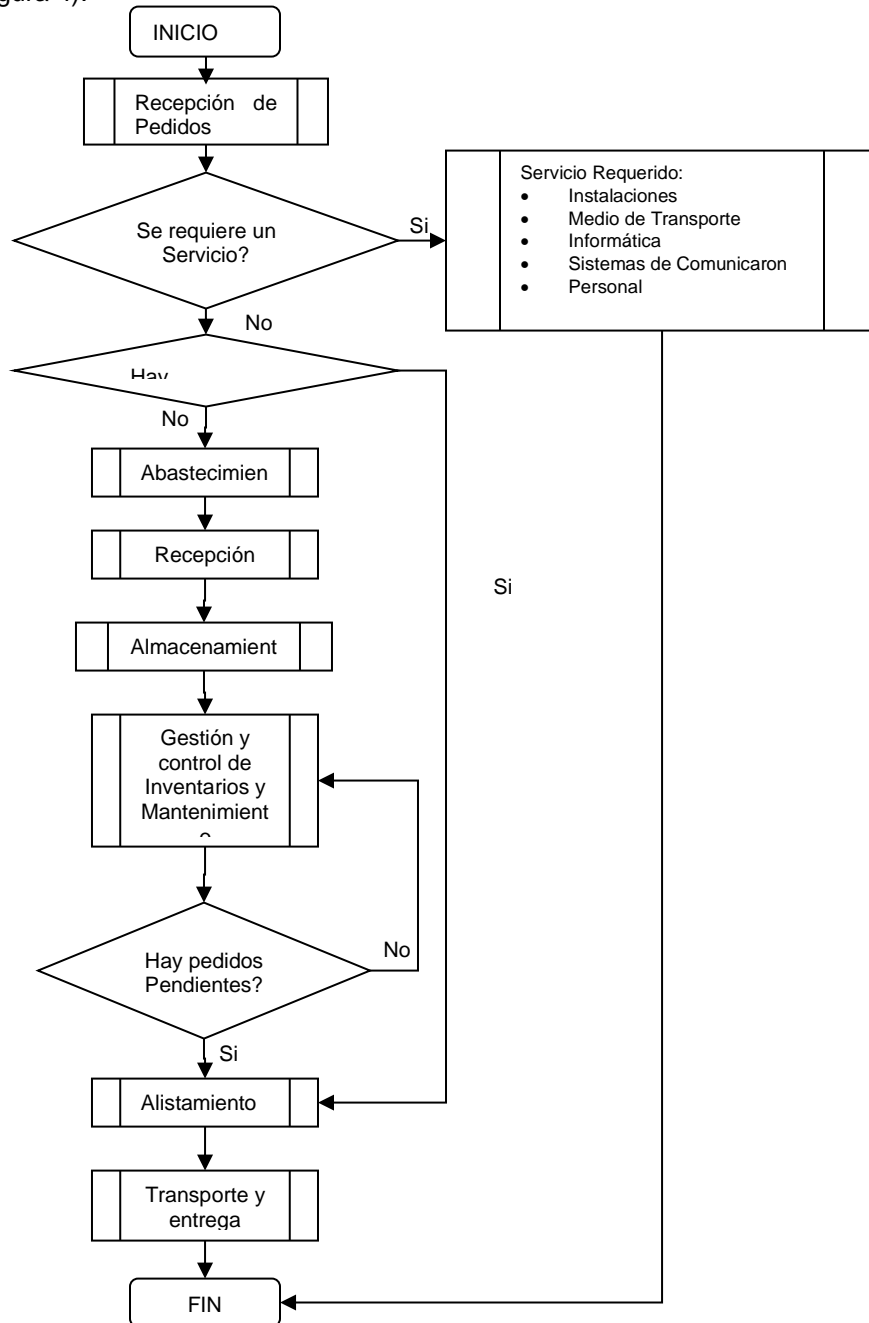 INICIO
Recepción de
Pedidos
Servicio Requerido:
• Instalaciones
• Medio de Transporte
• Informática
• Sistemas de Comunicaron
• Personal
Se requiere un
Servicio?
Si
No
Hay
No
Abastecimien
Recepción
Si
Almacenamient
Gestión y
control de
Inventarios y
Mantenimient
Hay pedidos
Pendientes?
No
Si
Alistamiento
Transporte y
entrega
FIN